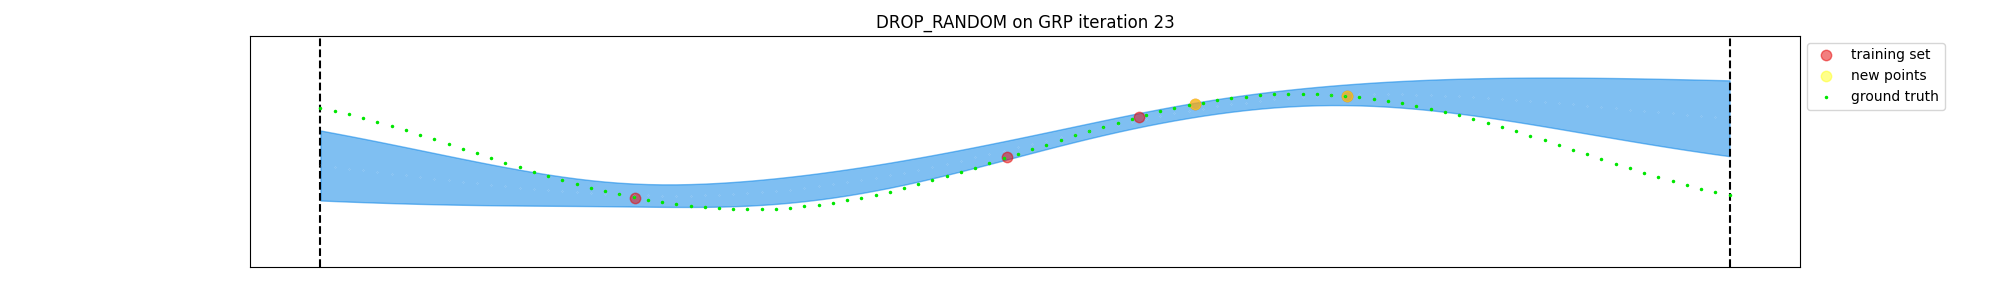 DROP_RANDOM on GRP iteration 23
training set
new points
ground truth